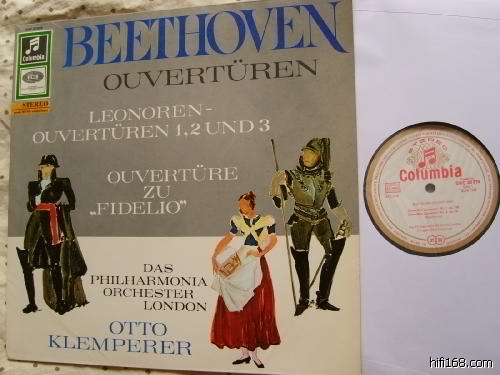 BEETHOVEN
OUVERTÜREN
Columbia
STEREO
LEONOREN-
OUVERTÜREN 1, 2 UND 3
OUVERTÜRE
ZU
„FIDELIO”
DAS
PHILHARMONIA
ORCHESTER
LONDON
OTTO
KLEMPERER
STEREO
Columbia
hifi168.com